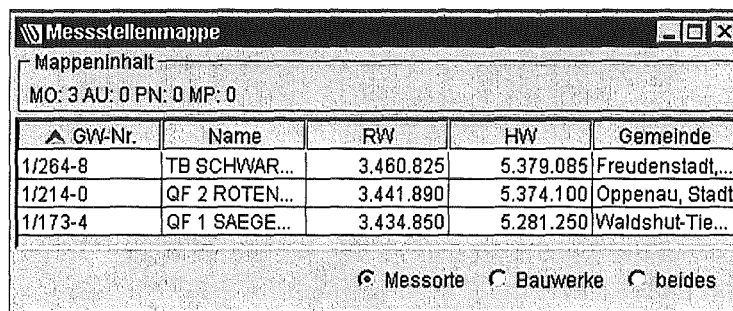 Messstellenmappe
Mappeninhalt
MO: 3 AU: 0 PN: 0 MP: 0
GW-Nr. Name RW HW Gemeinde
1/264-8 TB SCHWAR... 3.460.825 5.379.085 Freudenstadt,...
1/214-0 QF 2 ROTEN... 3.441.890 5.374.100 Oppenau, Stadt
1/173-4 QF 1 SAEGE... 3.434.850 5.281.250 Waldshut-Tie...
Messorte Bauwerke beides